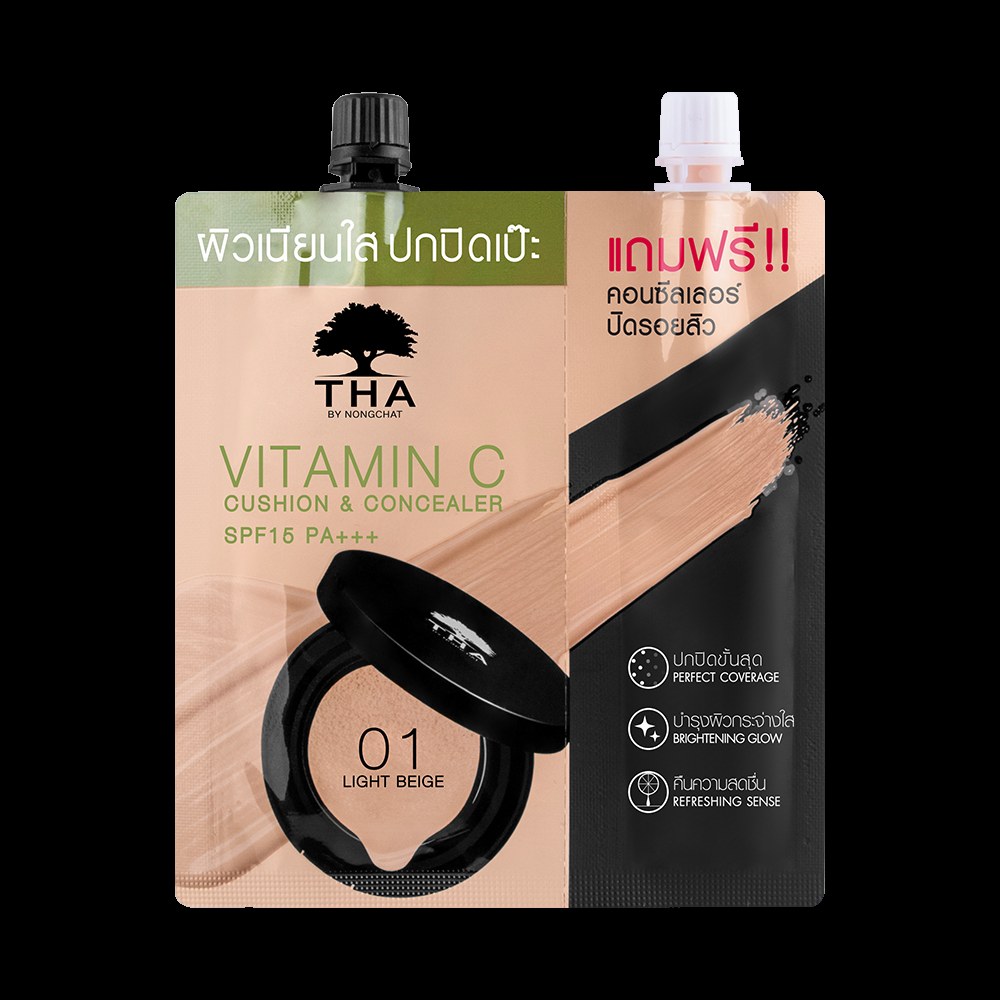 ผิวเนียนใส ปกปิดเป๊ะ
THA
BY NONGCHAT
VITAMIN C
CUSHION & CONCEALER
SPF15 PA+++
THA
01
LIGHT BEIGE
แถมฟรี!!
คอนซีลเลอร์
ปิดรอยสิว
ปกปิดขั้นสุด
PERFECT COVERAGE
บำรุงผิวกระจ่างใส
BRIGHTENING GLOW
คืนความสดชื่น
REFRESHING SENSE